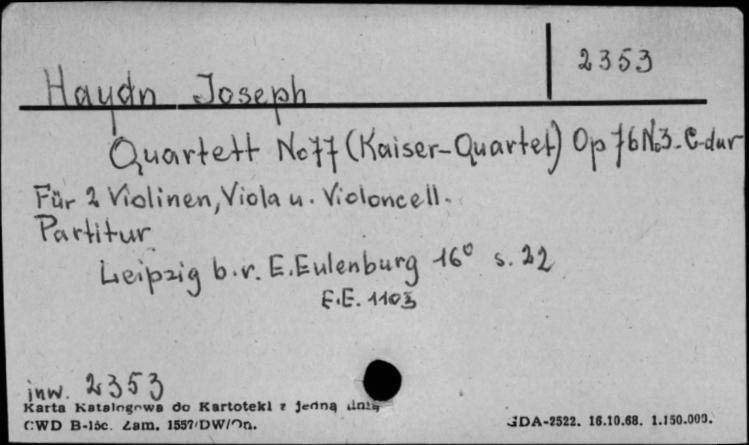 2353
Haydn Joseph
Quartett No 77 (Kaiser-Quartet) Op 76 No3. C-dur
Für 2 Violinen, Viola u. Violoncell.
Partitur
Leipzig b.r. E. Eulenburg 16° s. 22
E.E. 1103
inw. 2353
Karta Katalogowa do Kartoteki z jedną linią
CWD B-15c. Zam. 1557/DW/On.
GDA-2522. 16.10.68. 1.150.000.